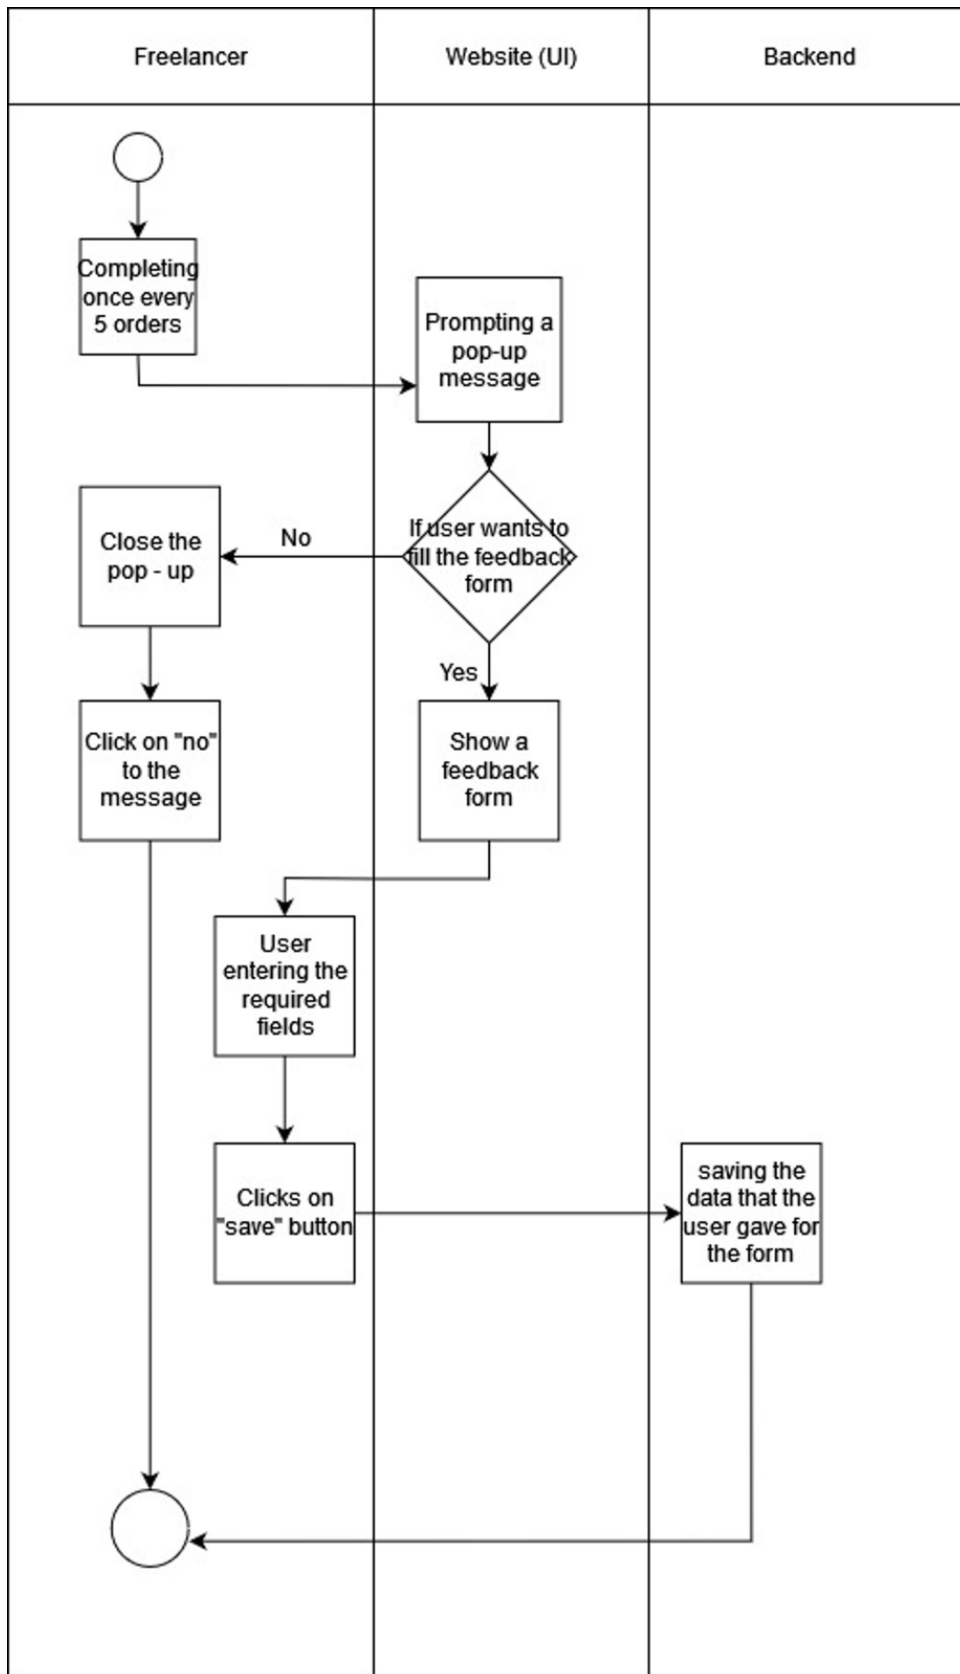 Freelancer
Website (UI)
Backend
Completing
once every
5 orders
Prompting a
pop-up
message
If user wants to
fill the feedback
form
No
Close the
pop - up
Yes
Click on "no"
to the
message
Show a
feedback
form
User
entering the
required
fields
Clicks on
"save" button
saving the
data that the
user gave for
the form